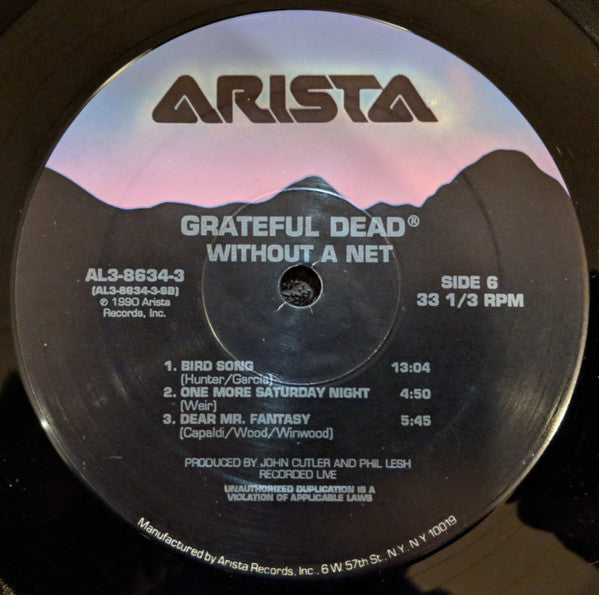 ARISTA
GRATEFUL DEAD®
WITHOUT A NET
AL3-8634-3
(AL3-8634-3-SB)
℗ 1990 Arista
Records, Inc.
SIDE 6
33 1/3 RPM
1. BIRD SONG 13:04
(Hunter/Garcia)
2. ONE MORE SATURDAY NIGHT 4:50
(Weir)
3. DEAR MR. FANTASY 5:45
(Capaldi/Wood/Winwood)
PRODUCED BY JOHN CUTLER AND PHIL LESH
RECORDED LIVE
UNAUTHORIZED DUPLICATION IS A
VIOLATION OF APPLICABLE LAWS
Manufactured by Arista Records, Inc., 6 W 57th St., N.Y. N.Y 10019